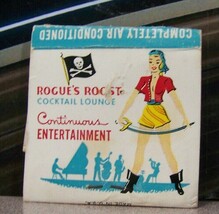 COMPLETELY AIR CONDITIONED
ROGUE'S ROOST
COCKTAIL LOUNGE
Continuous
ENTERTAINMENT